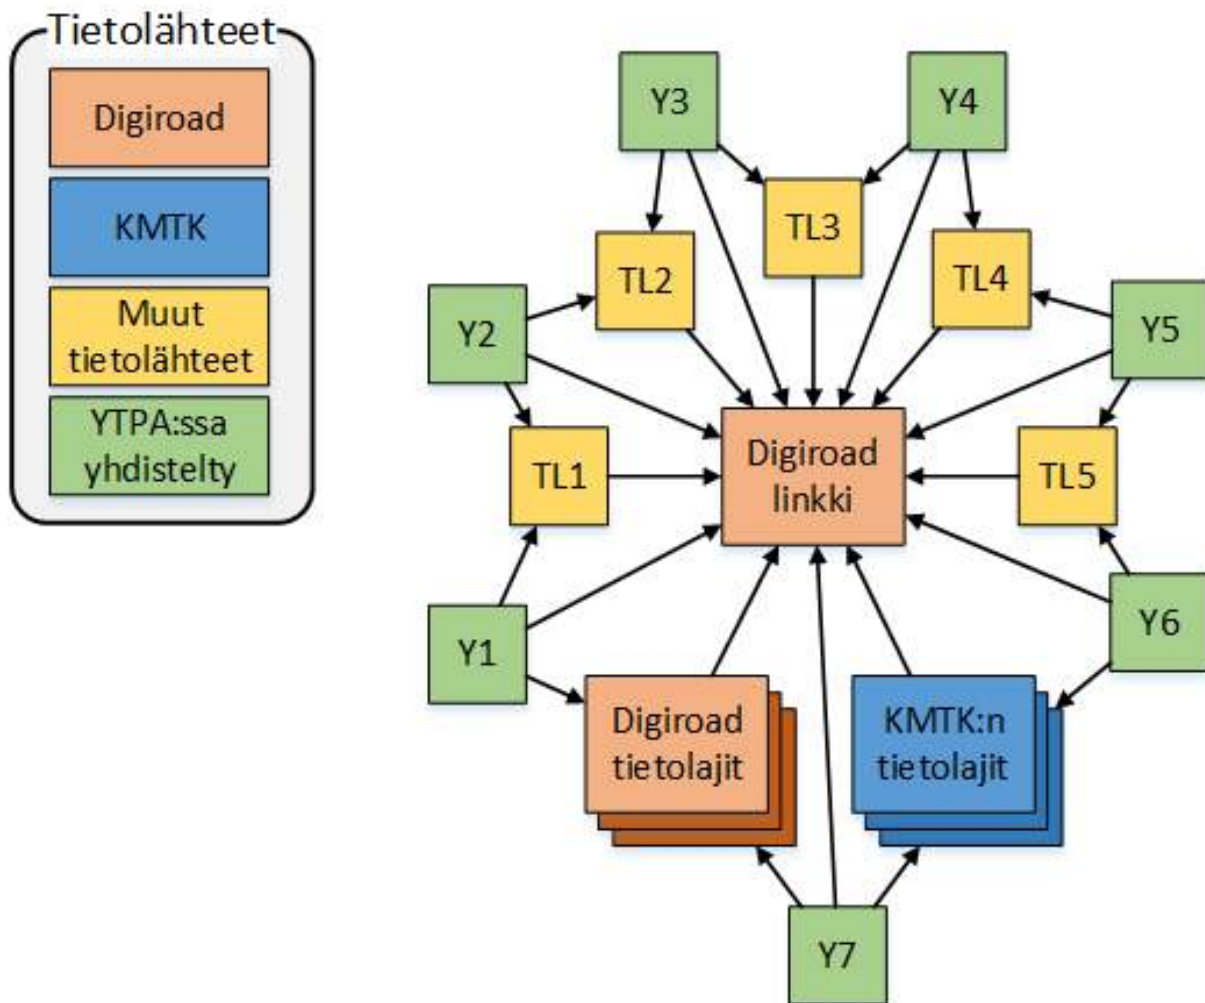 Tietolähteet
Digiroad
KMTK
Muut
tietolähteet
YTPA:ssa
yhdistelty
Y3
Y4
TL3
TL2
TL4
Y2
Y5
Digiroad
linkki
TL1
TL5
Y1
Y6
Digiroad
tietolajit
KMTK:n
tietolajit
Y7